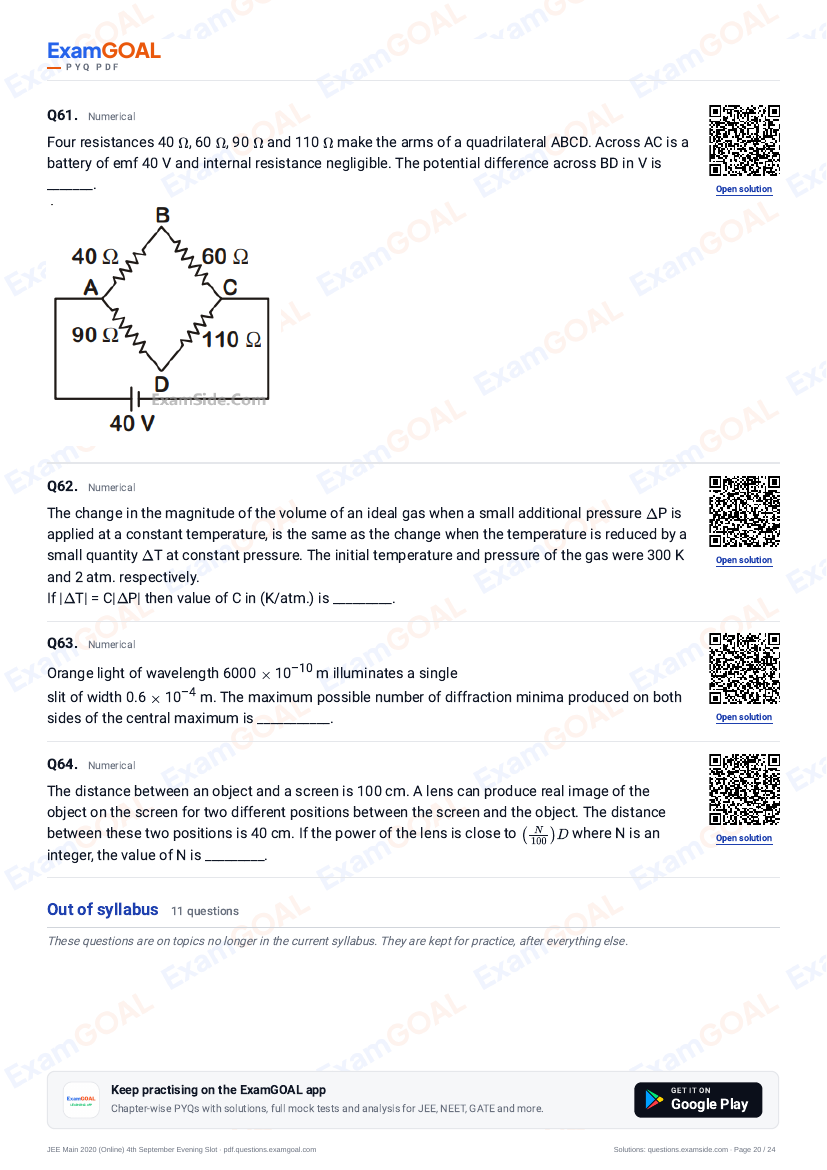 ExamGOAL
PYQ PDF
Q61. Numerical
Four resistances 40 Ω, 60 Ω, 90 Ω and 110 Ω make the arms of a quadrilateral ABCD. Across AC is a
battery of emf 40 V and internal resistance negligible. The potential difference across BD in V is
_______.
.
Open solution
B
40 Ω
60 Ω
A
C
90 Ω
110 Ω
D
ExamSide.Com
40 V
Q62. Numerical
The change in the magnitude of the volume of an ideal gas when a small additional pressure ΔP is
applied at a constant temperature, is the same as the change when the temperature is reduced by a
small quantity ΔT at constant pressure. The initial temperature and pressure of the gas were 300 K
and 2 atm. respectively.
If |ΔT| = C|ΔP| then value of C in (K/atm.) is _________.
Open solution
Q63. Numerical
Orange light of wavelength 6000 × 10⁻¹⁰ m illuminates a single
slit of width 0.6 × 10⁻⁴ m. The maximum possible number of diffraction minima produced on both
sides of the central maximum is ___________.
Open solution
Q64. Numerical
The distance between an object and a screen is 100 cm. A lens can produce real image of the
object on the screen for two different positions between the screen and the object. The distance
between these two positions is 40 cm. If the power of the lens is close to (N/100)D where N is an
integer, the value of N is _________.
Open solution
Out of syllabus 11 questions
These questions are on topics no longer in the current syllabus. They are kept for practice, after everything else.
Keep practising on the ExamGOAL app
Chapter-wise PYQs with solutions, full mock tests and analysis for JEE, NEET, GATE and more.
GET IT ON
Google Play
JEE Main 2020 (Online) 4th September Evening Slot · pdf.questions.examgoal.com
Solutions: questions.examside.com · Page 20 / 24